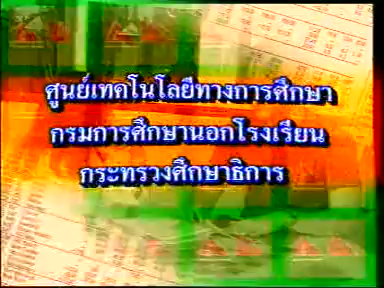 ศูนย์เทคโนโลยีทางการศึกษา
กรมการศึกษานอกโรงเรียน
กระทรวงศึกษาธิการ